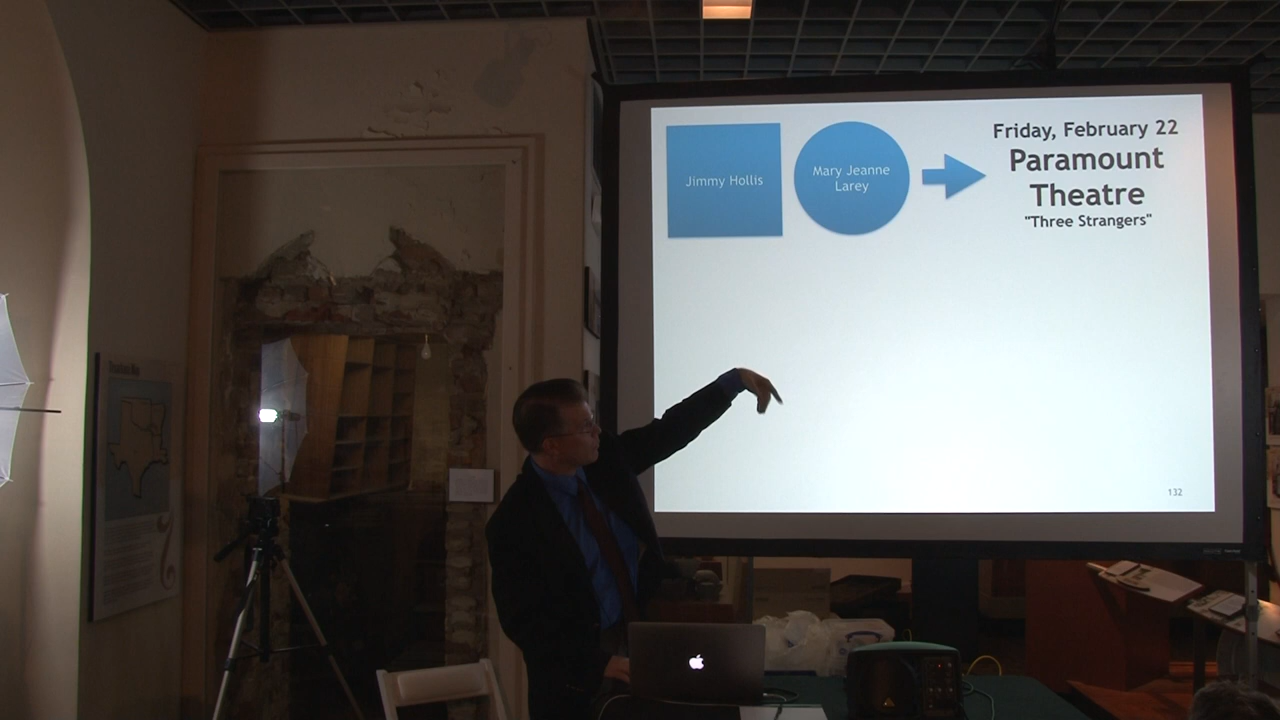 Jimmy Hollis
Mary Jeanne
Larey
Friday, February 22
Paramount
Theatre
"Three Strangers"
132